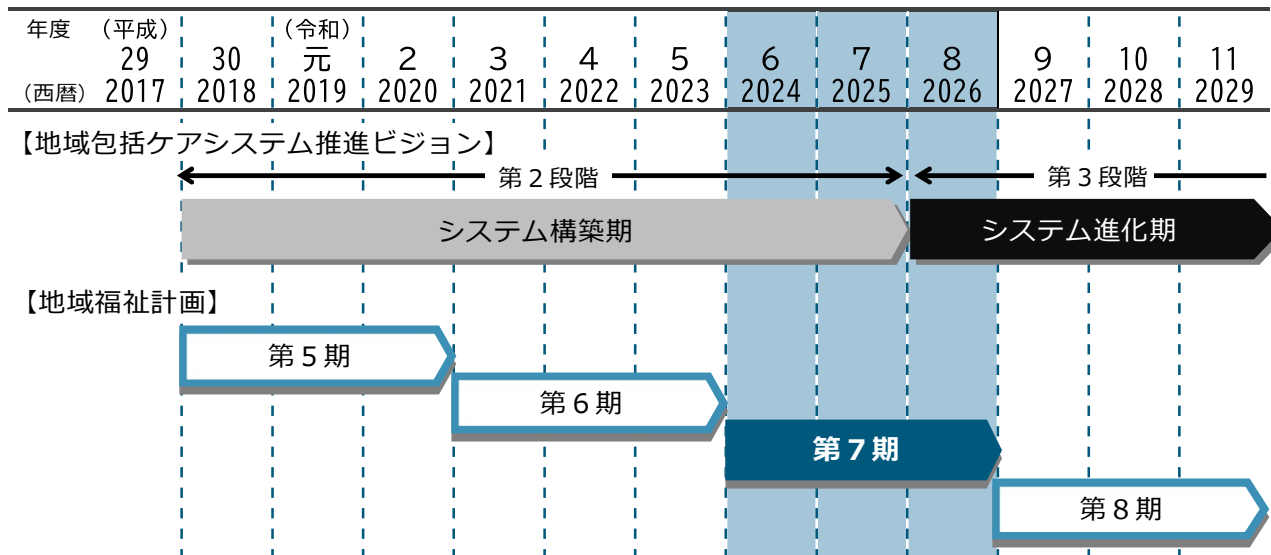 年度 （平成） （令和）
29 30 元 2 3 4 5 6 7 8 9 10 11
（西暦） 2017 2018 2019 2020 2021 2022 2023 2024 2025 2026 2027 2028 2029
【地域包括ケアシステム推進ビジョン】
第２段階 第３段階
システム構築期 システム進化期
【地域福祉計画】
第５期
第６期
第７期
第８期